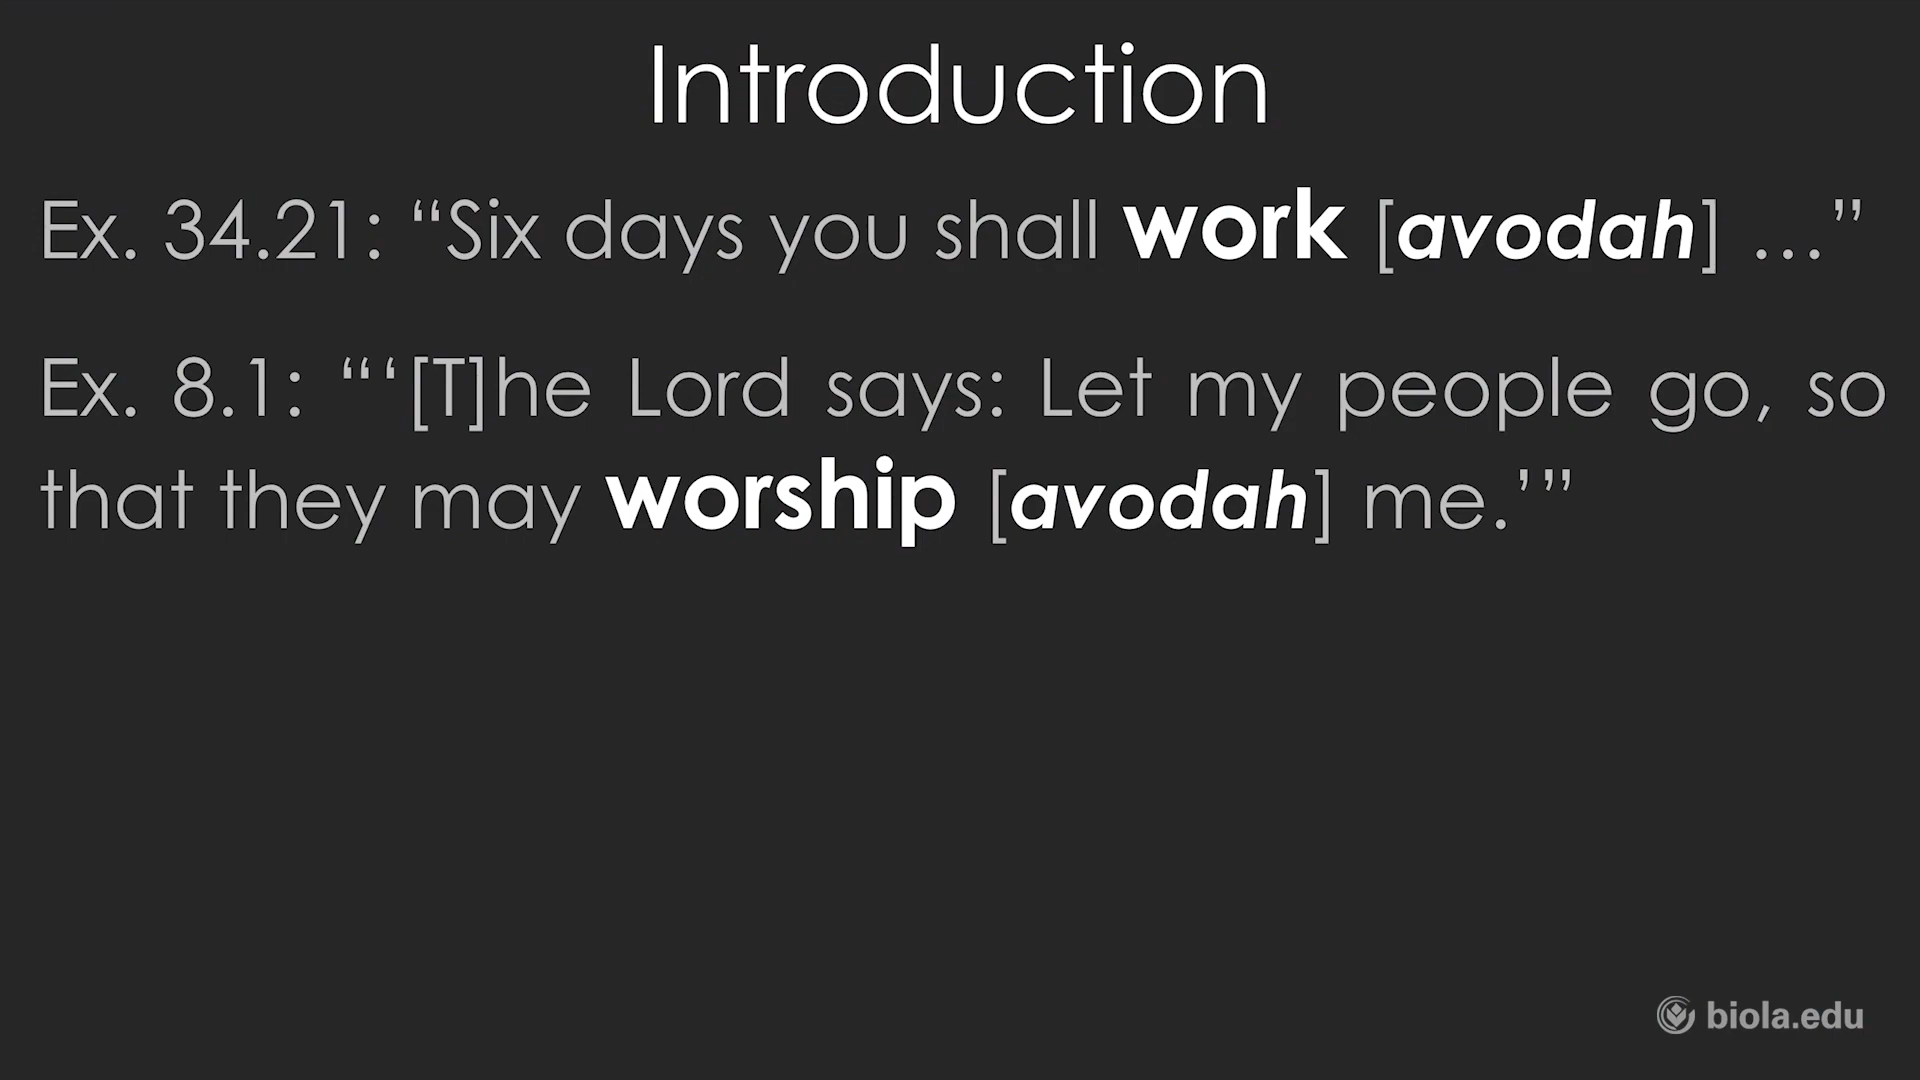 Introduction
Ex. 34.21: “Six days you shall work [avodah] …”
Ex. 8.1: “‘[T]he Lord says: Let my people go, so
that they may worship [avodah] me.’”
biola.edu